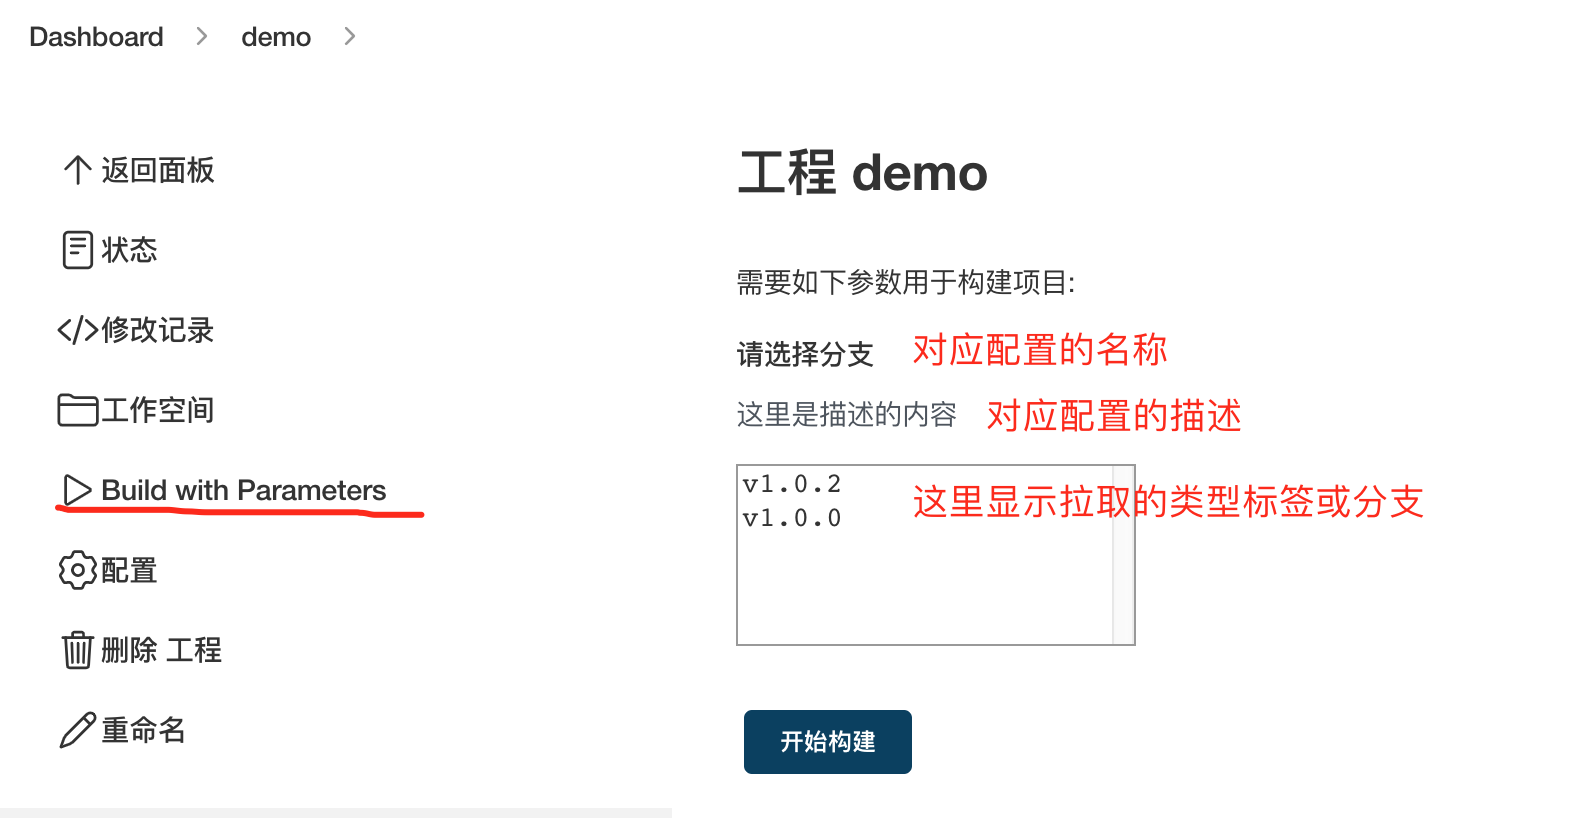 Dashboard > demo >
返回面板
状态
修改记录
工作空间
Build with Parameters
配置
删除 工程
重命名
工程 demo
需要如下参数用于构建项目:
请选择分支 对应配置的名称
这里是描述的内容 对应配置的描述
v1.0.2
v1.0.0
这里显示拉取的类型标签或分支
开始构建